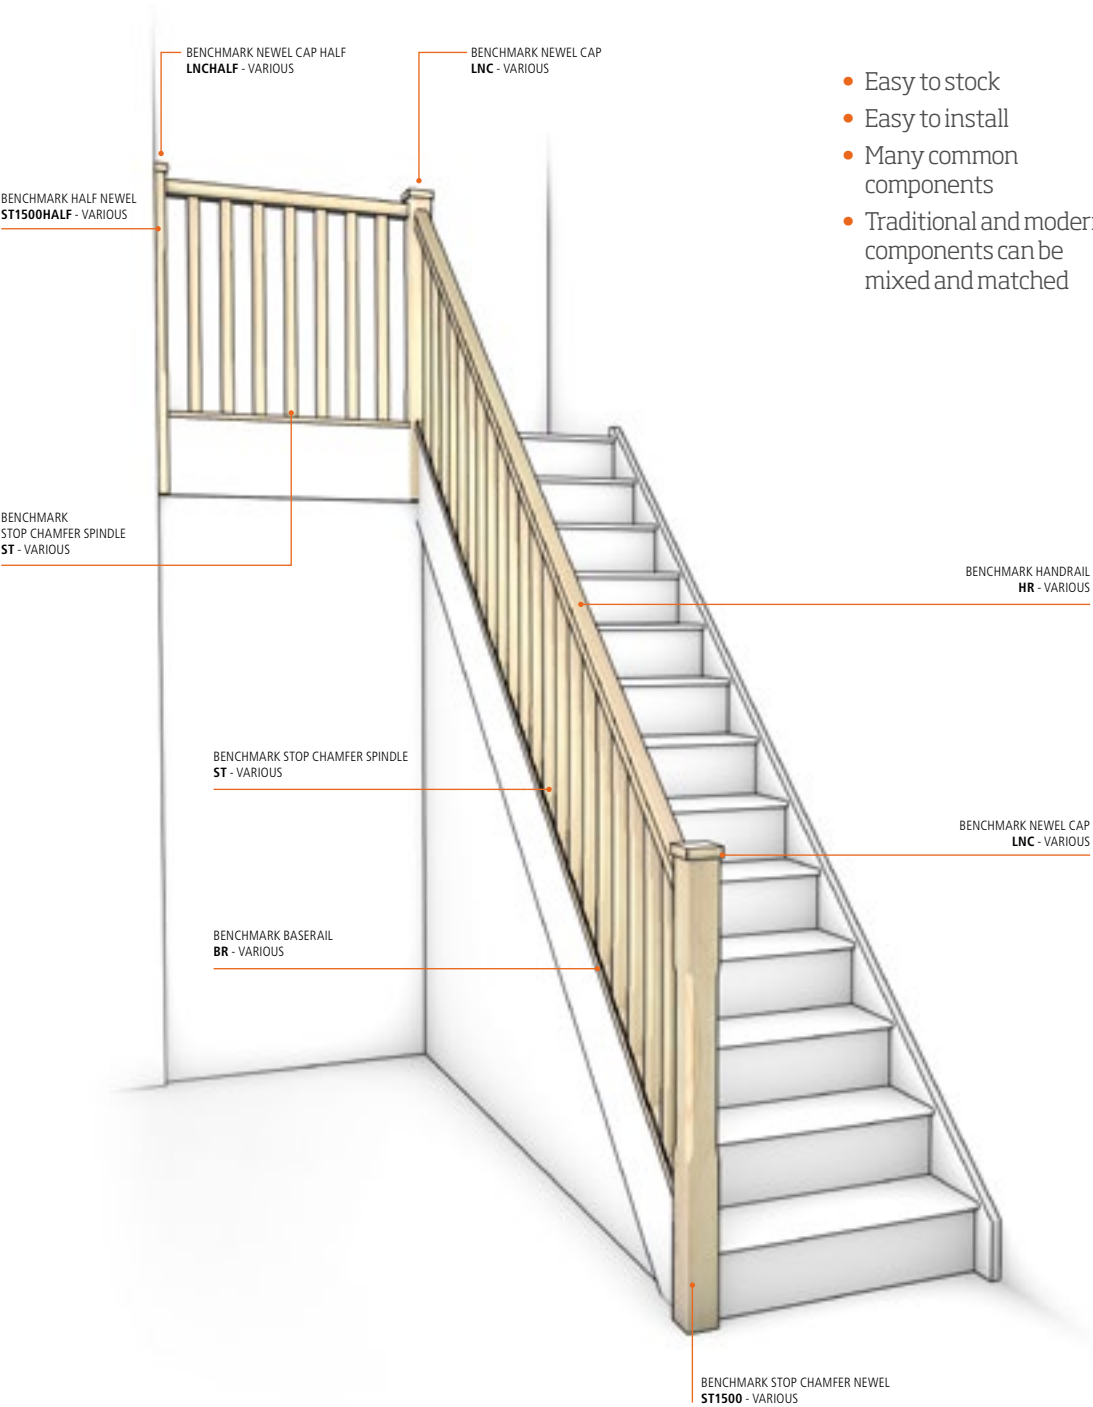 BENCHMARK NEWEL CAP HALF
LNCHALF - VARIOUS
BENCHMARK NEWEL CAP
LNC - VARIOUS
• Easy to stock
• Easy to install
• Many common
components
• Traditional and moder
components can be
mixed and matched
BENCHMARK HALF NEWEL
ST1500HALF - VARIOUS
BENCHMARK
STOP CHAMFER SPINDLE
ST - VARIOUS
BENCHMARK HANDRAIL
HR - VARIOUS
BENCHMARK STOP CHAMFER SPINDLE
ST - VARIOUS
BENCHMARK NEWEL CAP
LNC - VARIOUS
BENCHMARK BASERAIL
BR - VARIOUS
BENCHMARK STOP CHAMFER NEWEL
ST1500 - VARIOUS